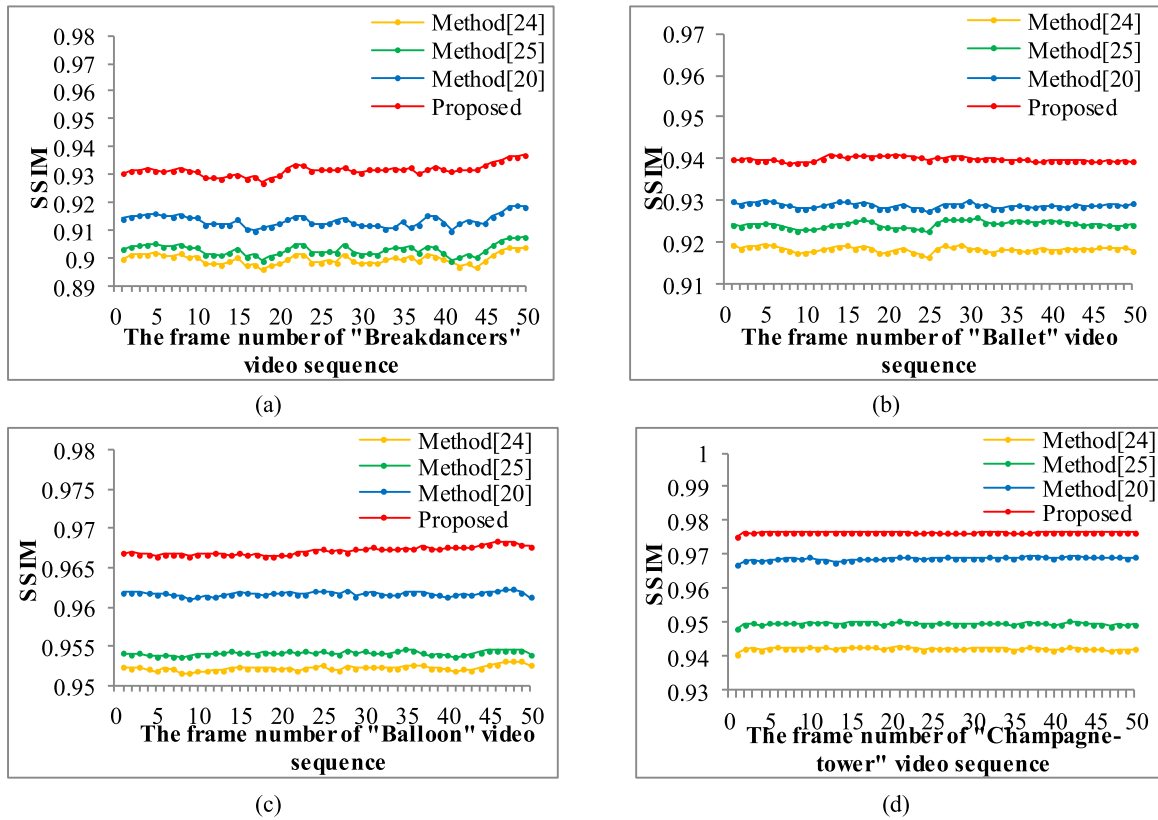 0.98
0.97
0.96
0.95
0.94
0.93
0.92
0.91
0.9
0.89
SSIM
Method[24]
Method[25]
Method[20]
Proposed
0 5 10 15 20 25 30 35 40 45 50
The frame number of "Breakdancers"
video sequence
(a)
0.97
0.96
0.95
0.94
0.93
0.92
0.91
SSIM
Method[24]
Method[25]
Method[20]
Proposed
0 5 10 15 20 25 30 35 40 45 50
The frame number of "Ballet" video
sequence
(b)
0.98
0.975
0.97
0.965
0.96
0.955
0.95
SSIM
Method[24]
Method[25]
Method[20]
Proposed
0 5 10 15 20 25 30 35 40 45 50
The frame number of "Balloon" video
sequence
(c)
1
0.99
0.98
0.97
0.96
0.95
0.94
0.93
SSIM
Method[24]
Method[25]
Method[20]
Proposed
0 5 10 15 20 25 30 35 40 45 50
The frame number of "Champagne-
tower" video sequence
(d)